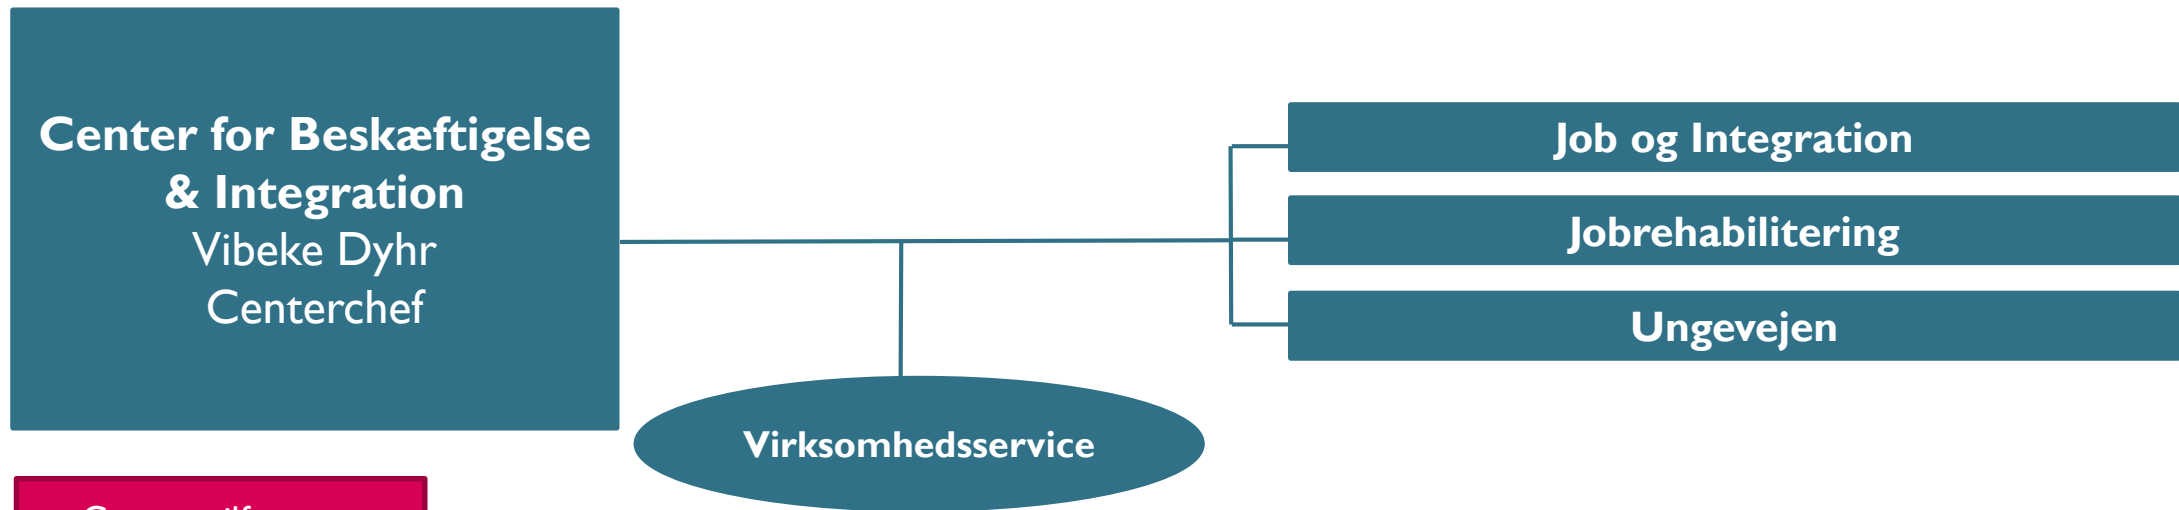 Center for Beskæftigelse
& Integration
Vibeke Dyhr
Centerchef
Job og Integration
Jobrehabilitering
Ungevejen
Virksomhedsservice